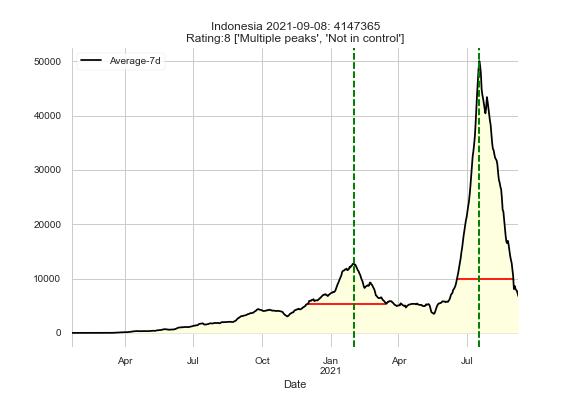 Indonesia 2021-09-08: 4147365
Rating:8 ['Multiple peaks', 'Not in control']
Average-7d
50000
40000
30000
20000
10000
0
Apr Jul Oct Jan Apr Jul
2021
Date